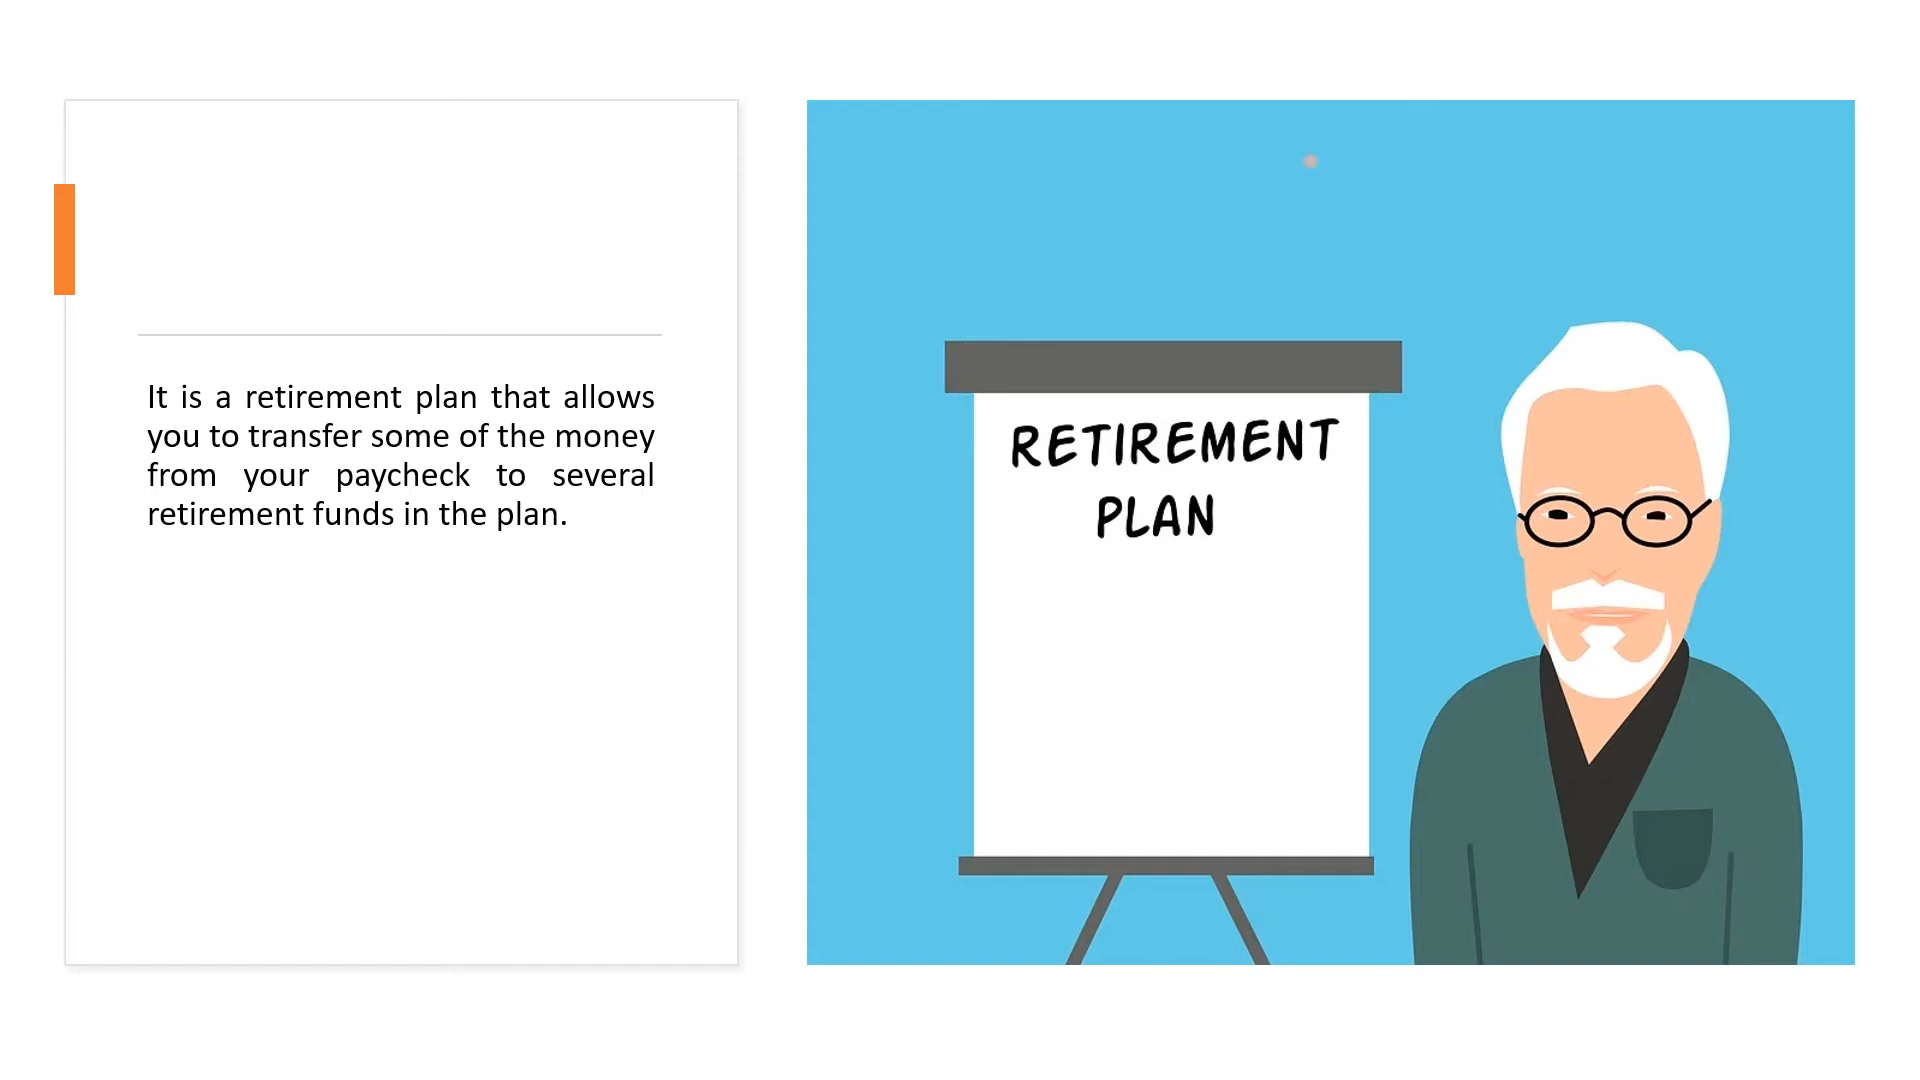 It is a retirement plan that allows
you to transfer some of the money
from your paycheck to several
retirement funds in the plan.
RETIREMENT
PLAN